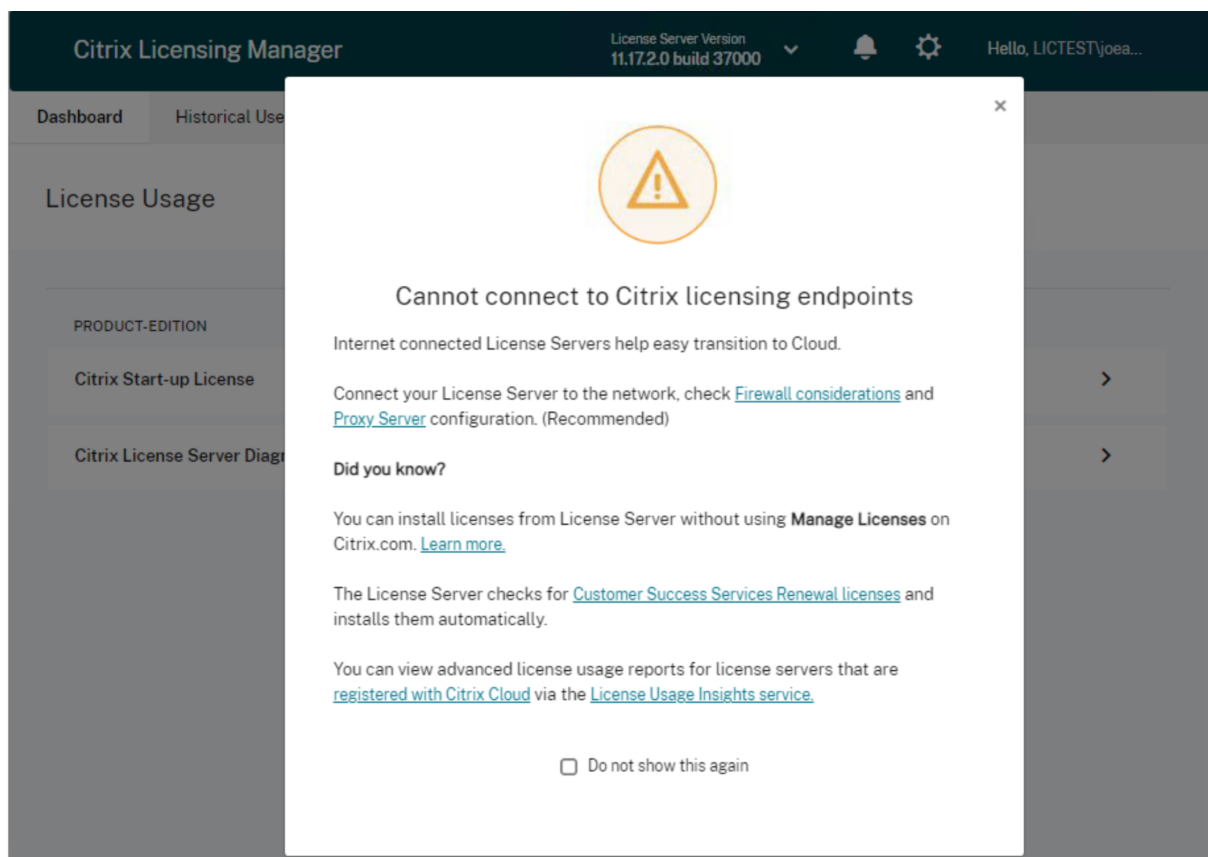 Citrix Licensing Manager
License Server Version
11.17.2.0 build 37000
Hello, LICTEST\joea...
Dashboard
Historical Use
×
License Usage
Cannot connect to Citrix licensing endpoints
PRODUCT-EDITION
Internet connected License Servers help easy transition to Cloud.
Citrix Start-up License
Connect your License Server to the network, check Firewall considerations and
Proxy Server configuration. (Recommended)
Citrix License Server Diagn
Did you know?
You can install licenses from License Server without using Manage Licenses on
Citrix.com. Learn more.
The License Server checks for Customer Success Services Renewal licenses and
installs them automatically.
You can view advanced license usage reports for license servers that are
registered with Citrix Cloud via the License Usage Insights service.
Do not show this again